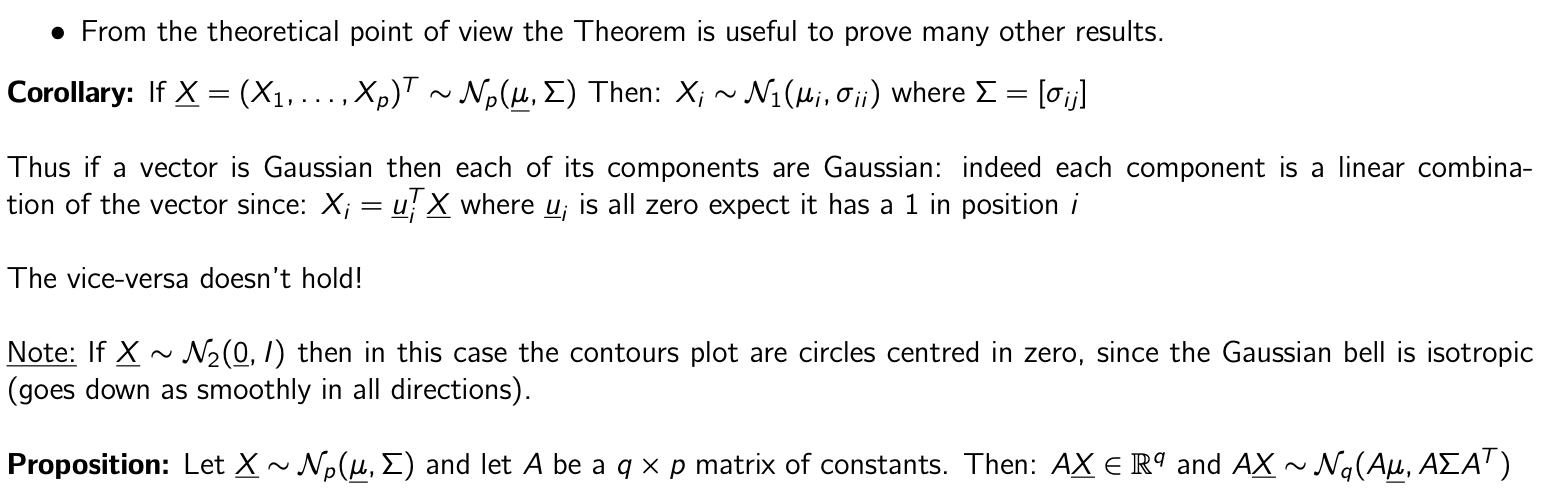 • From the theoretical point of view the Theorem is useful to prove many other results.
Corollary: If X = (X₁, . . . , Xₚ)ᵀ ∼ 𝒩ₚ(μ, Σ) Then: Xᵢ ∼ 𝒩₁(μᵢ, σᵢᵢ) where Σ = [σᵢⱼ]
Thus if a vector is Gaussian then each of its components are Gaussian: indeed each component is a linear combina-
tion of the vector since: Xᵢ = uᵢᵀ X where uᵢ is all zero expect it has a 1 in position i
The vice-versa doesn't hold!
Note: If X ∼ 𝒩₂(0, I) then in this case the contours plot are circles centred in zero, since the Gaussian bell is isotropic
(goes down as smoothly in all directions).
Proposition: Let X ∼ 𝒩ₚ(μ, Σ) and let A be a q × p matrix of constants. Then: AX ∈ ℝ^q and AX ∼ 𝒩_q(Aμ, AΣAᵀ)